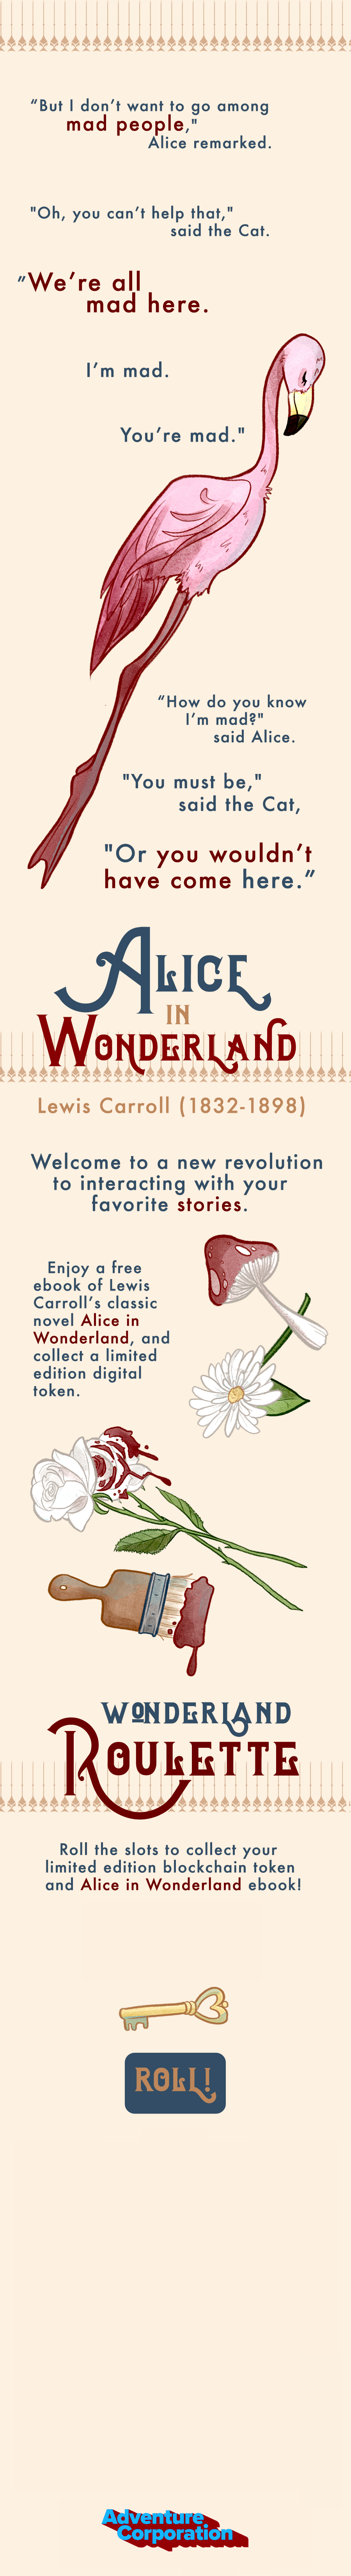 “But I don’t want to go among
mad people,"
Alice remarked.
"Oh, you can’t help that,"
said the Cat.
”We’re all
mad here.
I’m mad.
You’re mad."
“How do you know
I’m mad?"
said Alice.
"You must be,"
said the Cat,
"Or you wouldn’t
have come here.”
ALICE
IN
WONDERLAND
Lewis Carroll (1832-1898)
Welcome to a new revolution
to interacting with your
favorite stories.
Enjoy a free
ebook of Lewis
Carroll’s classic
novel Alice in
Wonderland, and
collect a limited
edition digital
token.
WONDERLAND
ROULETTE
Roll the slots to collect your
limited edition blockchain token
and Alice in Wonderland ebook!
ROLL!
Adventure
Corporation